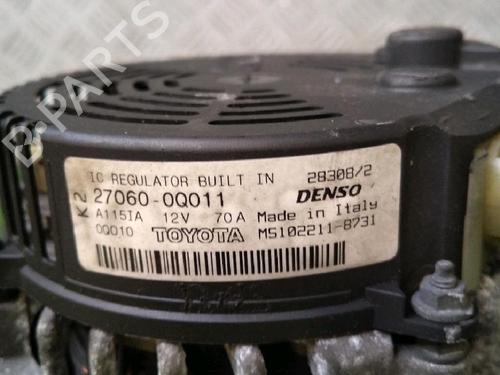 B-PARTS
IC REGULATOR BUILT IN 28308/2
K2 27060-0Q011 DENSO
A115IA 12V 70A Made in Italy
0Q010 TOYOTA MS102211-8731